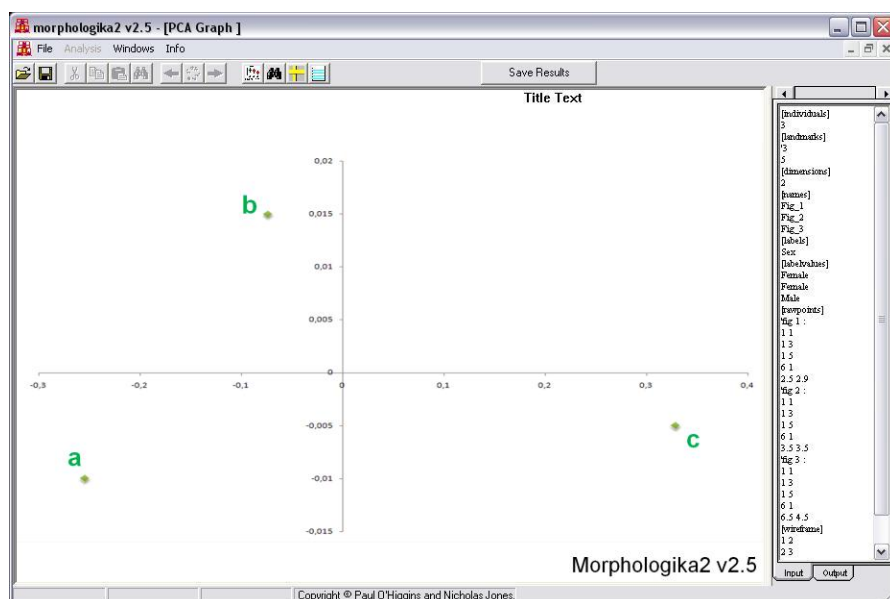 morphologika2 v2.5 - [PCA Graph ]
File Analysis Windows Info
Save Results
Title Text
0,02
b
0,015
0,01
0,005
0
-0,3
-0,2
-0,1
0
0,1
0,2
0,3
0,4
-0,005
c
a
-0,01
-0,015
Morphologika2 v2.5
[individuals]
3
[landmarks]
'3
5
[dimensions]
2
[names]
Fig_1
Fig_2
Fig_3
[labels]
Sex
[labelvalues]
Female
Female
Male
[rawpoints]
'fig 1 :
1 1
1 3
1 5
6 1
2.5 2.9
'fig 2 :
1 1
1 3
1 5
6 1
3.5 3.5
'fig 3 :
1 1
1 3
1 5
6 1
6.5 4.5
[wireframe]
1 2
2 3
Input Output
Copyright © Paul O'Higgins and Nicholas Jones.